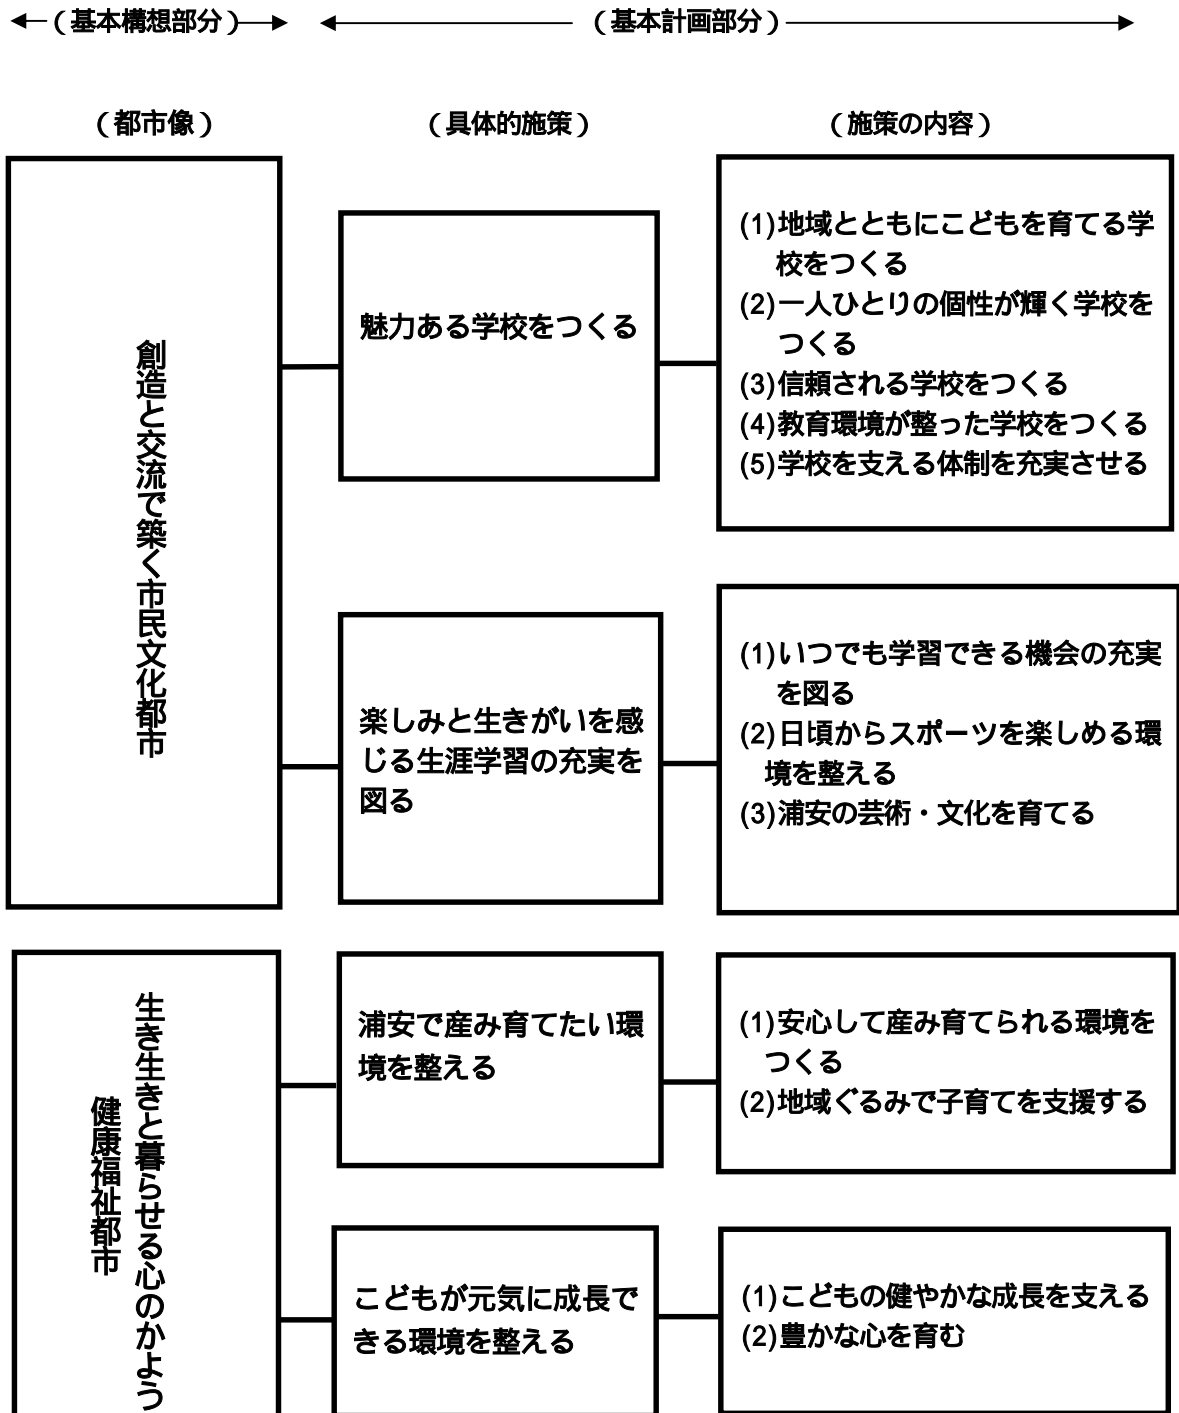 （基本構想部分）
（基本計画部分）
（都市像）
（具体的施策）
（施策の内容）
創造と交流で築く市民文化都市
魅力ある学校をつくる
(1)地域とともにこどもを育てる学
校をつくる
(2)一人ひとりの個性が輝く学校を
つくる
(3)信頼される学校をつくる
(4)教育環境が整った学校をつくる
(5)学校を支える体制を充実させる
楽しみと生きがいを感
じる生涯学習の充実を
図る
(1)いつでも学習できる機会の充実
を図る
(2)日頃からスポーツを楽しめる環
境を整える
(3)浦安の芸術・文化を育てる
生き生きと暮らせる心のかよう
健康福祉都市
浦安で産み育てたい環
境を整える
(1)安心して産み育てられる環境を
つくる
(2)地域ぐるみで子育てを支援する
こどもが元気に成長で
きる環境を整える
(1)こどもの健やかな成長を支える
(2)豊かな心を育む